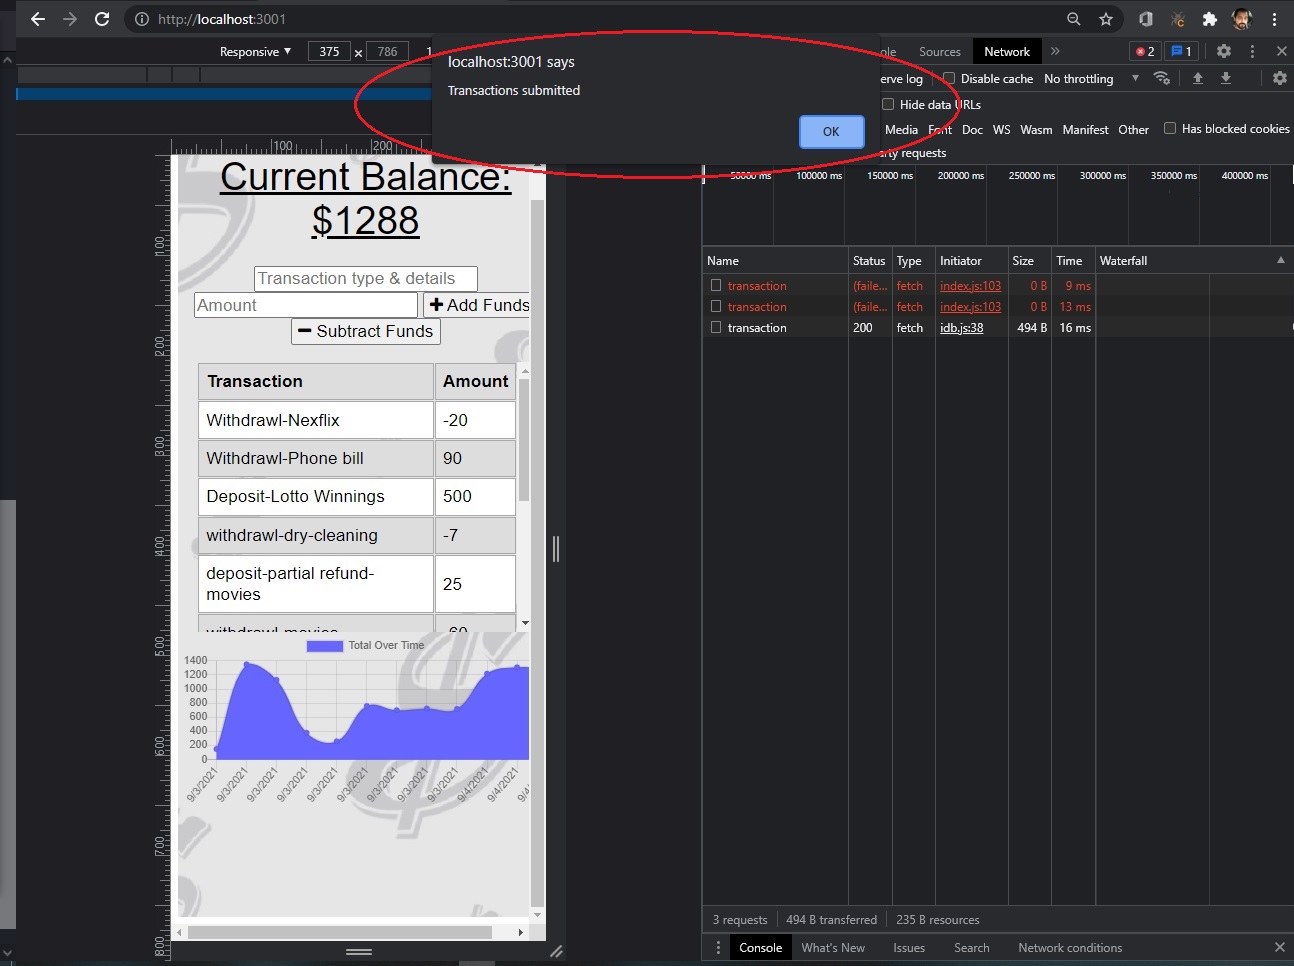 http://localhost:3001
Responsive ▼ 375 × 786
Sources Network » 2 1
localhost:3001 says
Transactions submitted
OK
erve log Disable cache No throttling ▼
Hide data URLs
Media Font Doc WS Wasm Manifest Other Has blocked cookies
arty requests
50000 ms 100000 ms 150000 ms 200000 ms 250000 ms 300000 ms 350000 ms 400000 ms
100 200
100
200
300
400
500
600
700
800
Current Balance:
$1288
Transaction type & details
Amount
+ Add Funds
− Subtract Funds
Transaction Amount
Withdrawl-Nexflix -20
Withdrawl-Phone bill 90
Deposit-Lotto Winnings 500
withdrawl-dry-cleaning -7
deposit-partial refund-
movies 25
withdrawl-movies -60
Total Over Time
1400
1200
1000
800
600
400
200
0
9/3/2021 9/3/2021 9/3/2021 9/3/2021 9/3/2021 9/3/2021 9/3/2021 9/3/2021 9/3/2021 9/4/2021 9/4/2021 9/4
Name Status Type Initiator Size Time Waterfall
transaction (faile... fetch index.js:103 0 B 9 ms
transaction (faile... fetch index.js:103 0 B 13 ms
transaction 200 fetch idb.js:38 494 B 16 ms
3 requests 494 B transferred 235 B resources
Console What's New Issues Search Network conditions